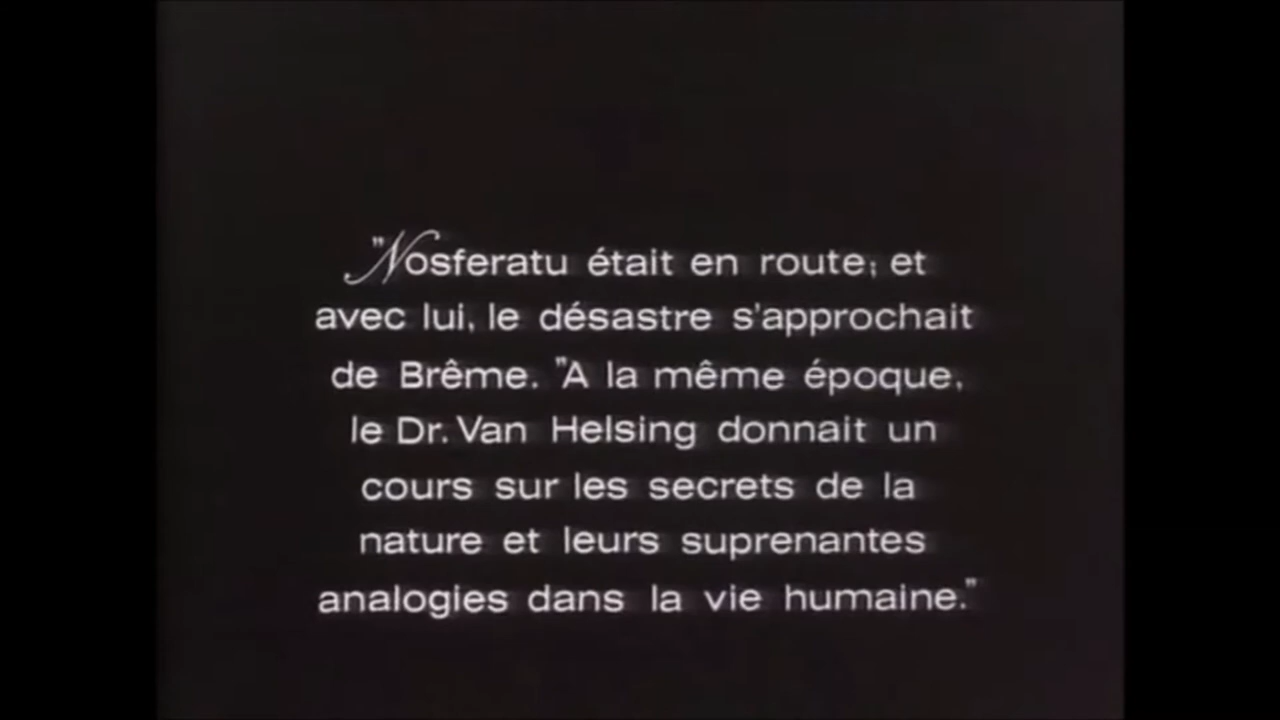 "Nosferatu était en route; et
avec lui, le désastre s'approchait
de Brême. "A la même époque,
le Dr. Van Helsing donnait un
cours sur les secrets de la
nature et leurs suprenantes
analogies dans la vie humaine."